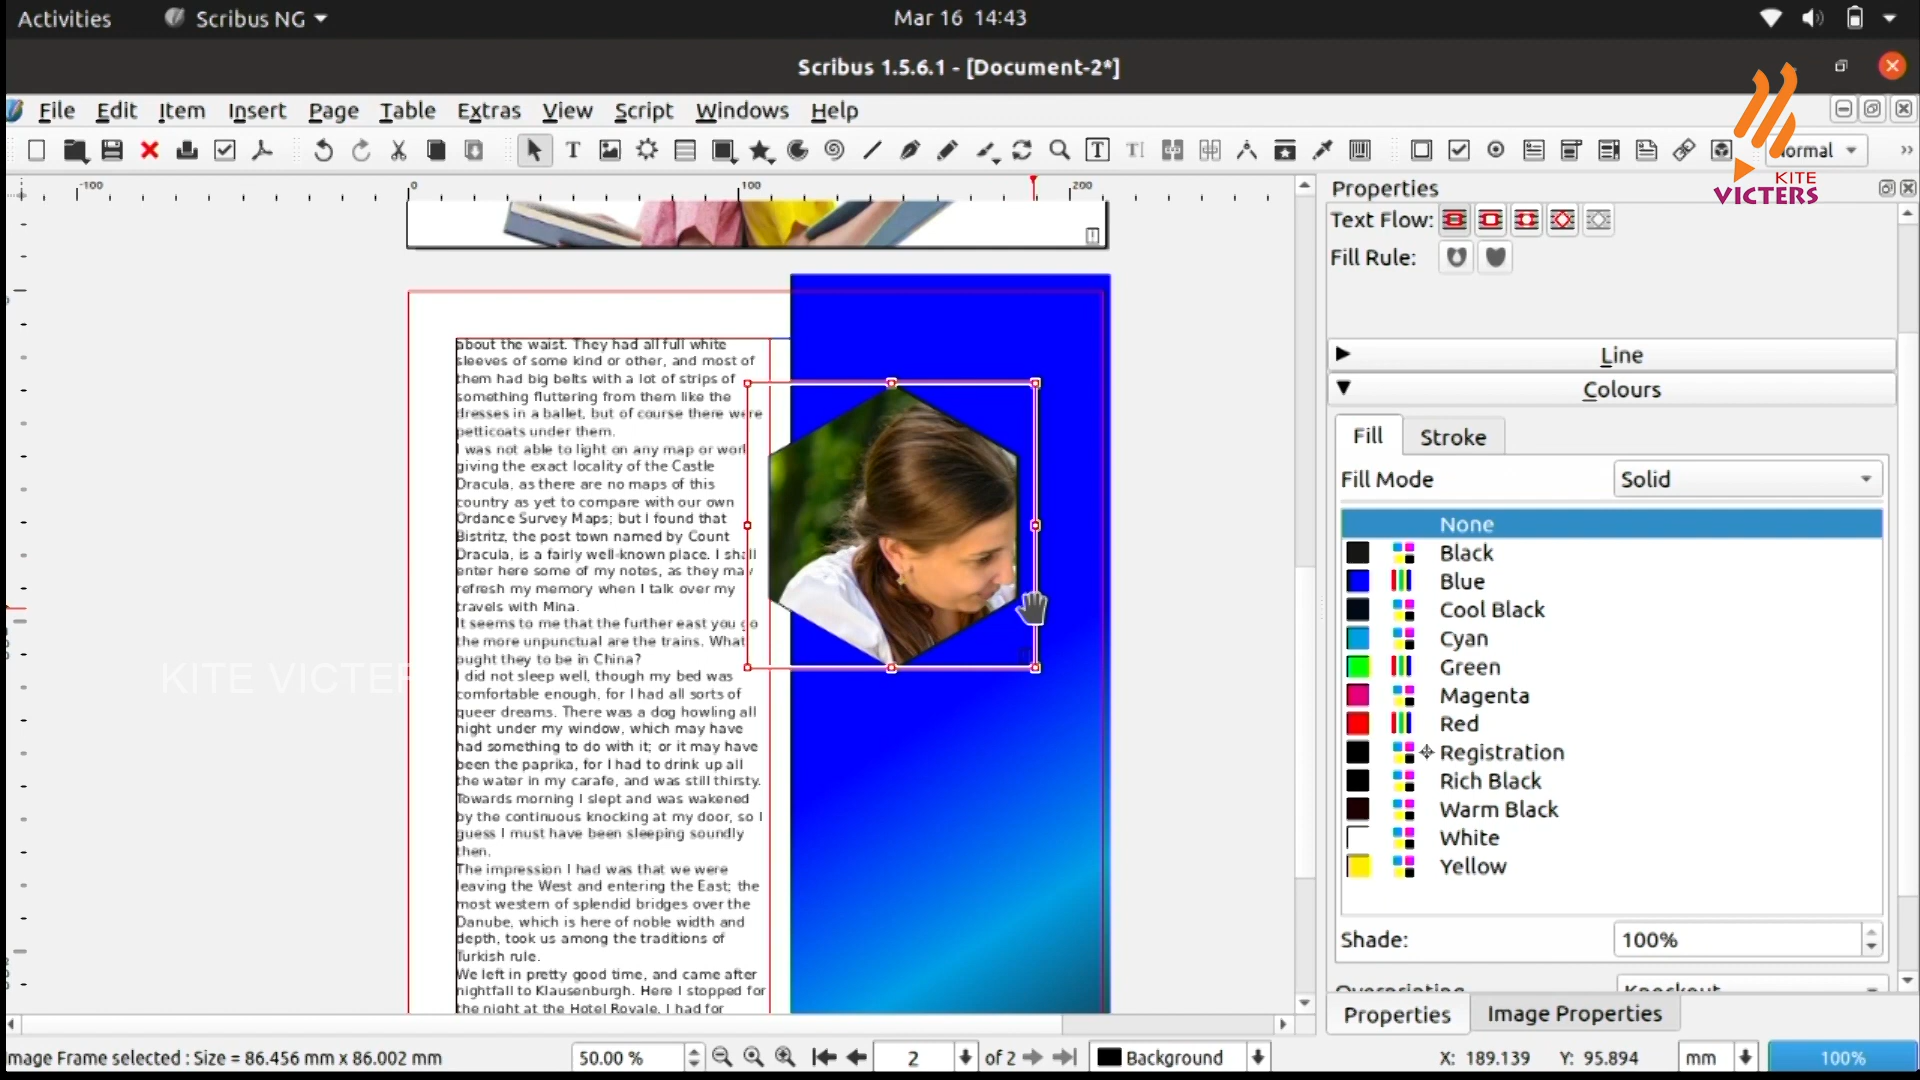 Activities
Scribus NG
Mar 16 14:43
Scribus 1.5.6.1 - [Document-2*]
File Edit Item Insert Page Table Extras View Script Windows Help
Normal
KITE
VICTERS
-100 0 100 200
Properties
Text Flow:
Fill Rule:
Line
Colours
Fill Stroke
Fill Mode Solid
None
Black
Blue
Cool Black
Cyan
Green
Magenta
Red
Registration
Rich Black
Warm Black
White
Yellow
Shade: 100%
Overprinting Knockout
Properties Image Properties
about the waist. They had all full white
sleeves of some kind or other, and most of
them had big belts with a lot of strips of
something fluttering from them like the
dresses in a ballet, but of course there were
petticoats under them.
I was not able to light on any map or work
giving the exact locality of the Castle
Dracula, as there are no maps of this
country as yet to compare with our own
Ordance Survey Maps; but I found that
Bistritz, the post town named by Count
Dracula, is a fairly well-known place. I shall
enter here some of my notes, as they may
refresh my memory when I talk over my
travels with Mina.
It seems to me that the further east you go
the more unpunctual are the trains. What
ought they to be in China?
I did not sleep well, though my bed was
comfortable enough, for I had all sorts of
queer dreams. There was a dog howling all
night under my window, which may have
had something to do with it; or it may have
been the paprika, for I had to drink up all
the water in my carafe, and was still thirsty.
Towards morning I slept and was wakened
by the continuous knocking at my door, so I
guess I must have been sleeping soundly
then.
The impression I had was that we were
leaving the West and entering the East; the
most western of splendid bridges over the
Danube, which is here of noble width and
depth, took us among the traditions of
Turkish rule.
We left in pretty good time, and came after
nightfall to Klausenburgh. Here I stopped for
the night at the Hotel Royale. I had for
KITE VICTER
mage Frame selected : Size = 86.456 mm x 86.002 mm
50.00 %
2 of 2
Background
X: 189.139 Y: 95.894
mm
100%